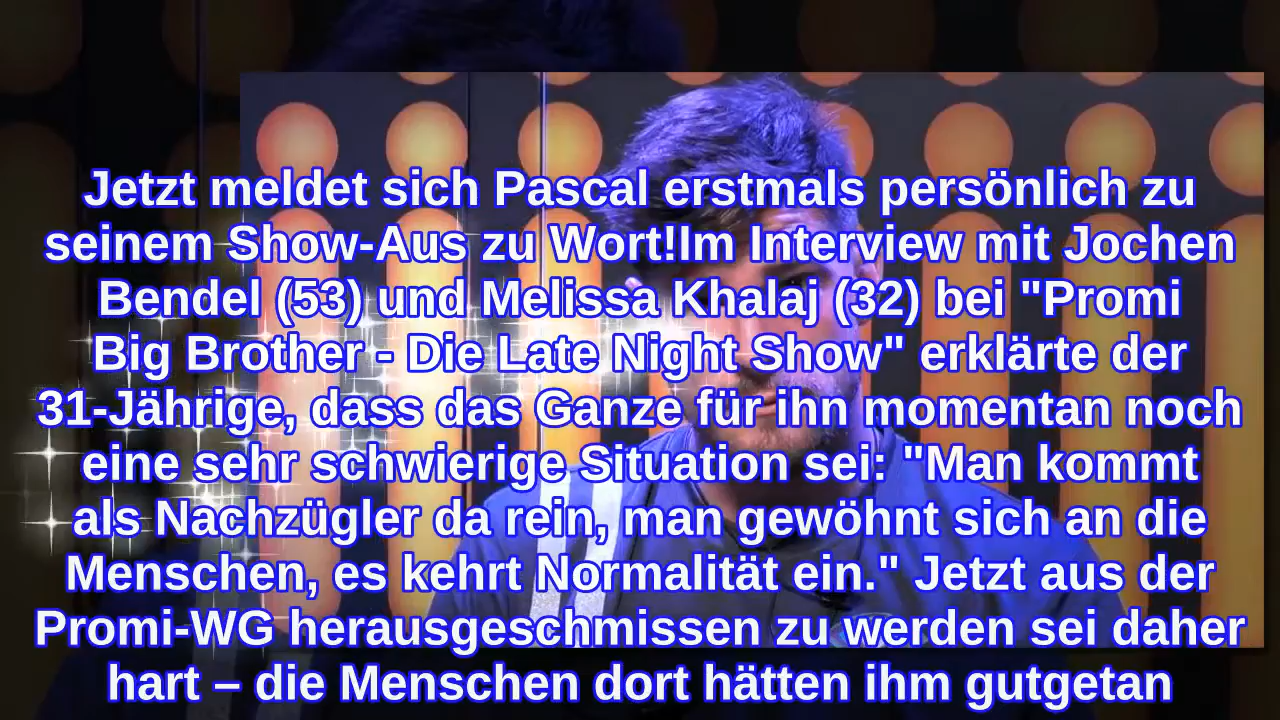 Jetzt meldet sich Pascal erstmals persönlich zu
seinem Show-Aus zu Wort!Im Interview mit Jochen
Bendel (53) und Melissa Khalaj (32) bei "Promi
Big Brother - Die Late Night Show" erklärte der
31-Jährige, dass das Ganze für ihn momentan noch
eine sehr schwierige Situation sei: "Man kommt
als Nachzügler da rein, man gewöhnt sich an die
Menschen, es kehrt Normalität ein." Jetzt aus der
Promi-WG herausgeschmissen zu werden sei daher
hart – die Menschen dort hätten ihm gutgetan